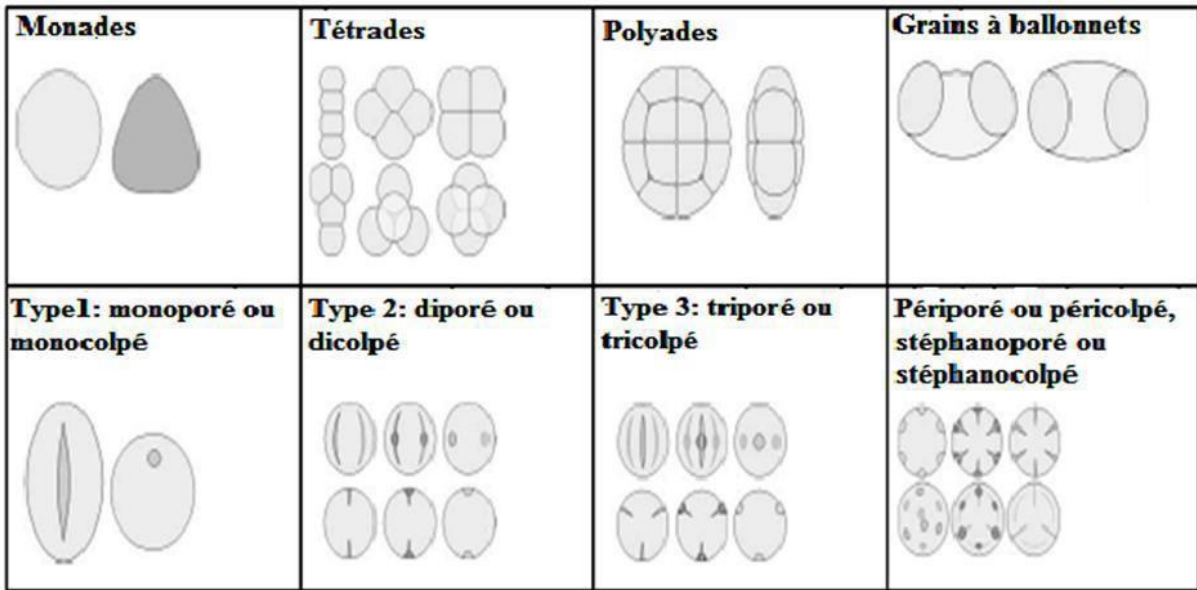 Monades
Tétrades
Polyades
Grains à ballonnets
Type1: monoporé ou
monocolpé
Type 2: diporé ou
dicolpé
Type 3: triporé ou
tricolpé
Périporé ou péricolpé,
stéphanoporé ou
stéphanocolpé